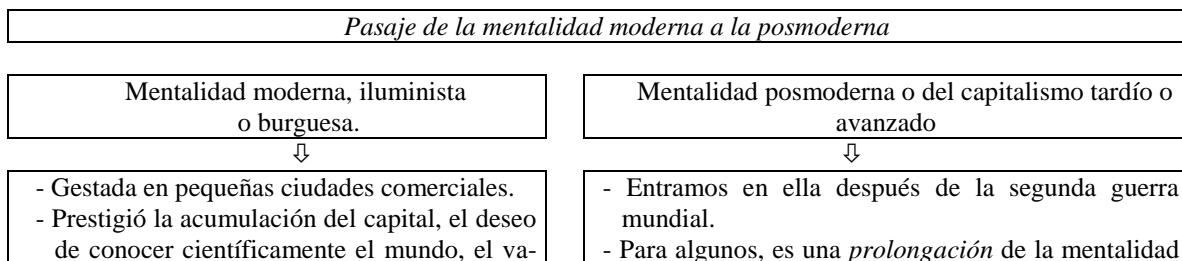 Pasaje de la mentalidad moderna a la posmoderna
Mentalidad moderna, iluminista
o burguesa.
- Gestada en pequeñas ciudades comerciales.
- Prestigió la acumulación del capital, el deseo
de conocer científicamente el mundo, el va-
Mentalidad posmoderna o del capitalismo tardío o
avanzado
- Entramos en ella después de la segunda guerra
mundial.
- Para algunos, es una prolongación de la mentalidad